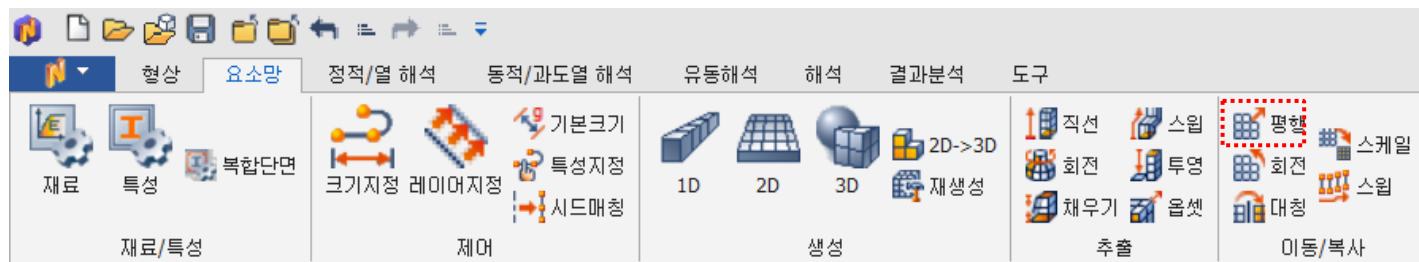 형상 요소망 정적/열 해석 동적/과도열 해석 유동해석 해석 결과분석 도구
재료 특성 복합단면
재료/특성
크기지정 레이어지정 기본크기
특성지정
시드매칭
제어
1D 2D 3D 2D->3D
재생성
생성
직선 스윕
회전 투영
채우기 옵셋
추출
평행 스케일
회전 스윕
대칭
이동/복사